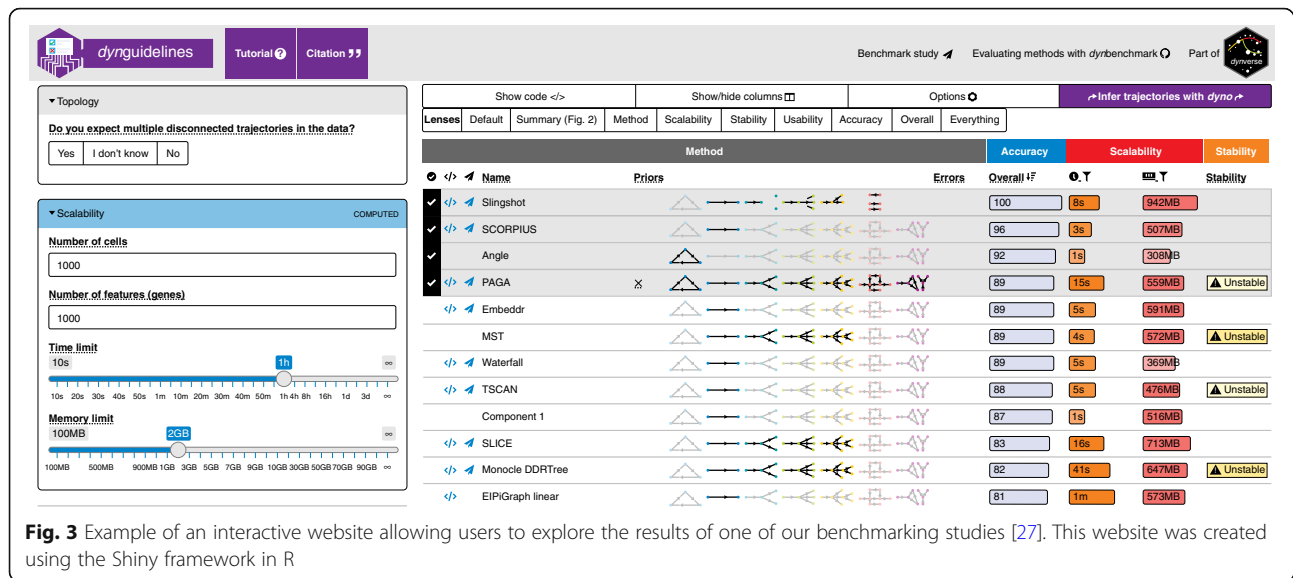 dynguidelines
Tutorial ?
Citation ”
Benchmark study
Evaluating methods with dynbenchmark
Part of
dynverse
▾ Topology
Do you expect multiple disconnected trajectories in the data?
Yes I don't know No
▾ Scalability COMPUTED
Number of cells
1000
Number of features (genes)
1000
Time limit
10s 1h ∞
10s 20s 30s 40s 50s 1m 10m 20m 30m 40m 50m 1h 4h 8h 16h 1d 3d ∞
Memory limit
100MB 2GB ∞
100MB 500MB 900MB 1GB 3GB 5GB 7GB 9GB 10GB 30GB 50GB 70GB 90GB ∞
Show code </> Show/hide columns Options Infer trajectories with dyno
Lenses Default Summary (Fig. 2) Method Scalability Stability Usability Accuracy Overall Everything
Method Accuracy Scalability Stability
</> Name Priors Errors Overall Stability
</> Slingshot 100 8s 942MB
</> SCORPIUS 96 3s 507MB
Angle 92 1s 308MB
</> PAGA 89 15s 559MB Unstable
</> Embeddr 89 5s 591MB
MST 89 4s 572MB Unstable
</> Waterfall 89 5s 369MB
</> TSCAN 88 5s 476MB Unstable
Component 1 87 1s 516MB
</> SLICE 83 16s 713MB
</> Monocle DDRTree 82 41s 647MB Unstable
</> ElPiGraph linear 81 1m 573MB
Fig. 3 Example of an interactive website allowing users to explore the results of one of our benchmarking studies [27]. This website was created
using the Shiny framework in R